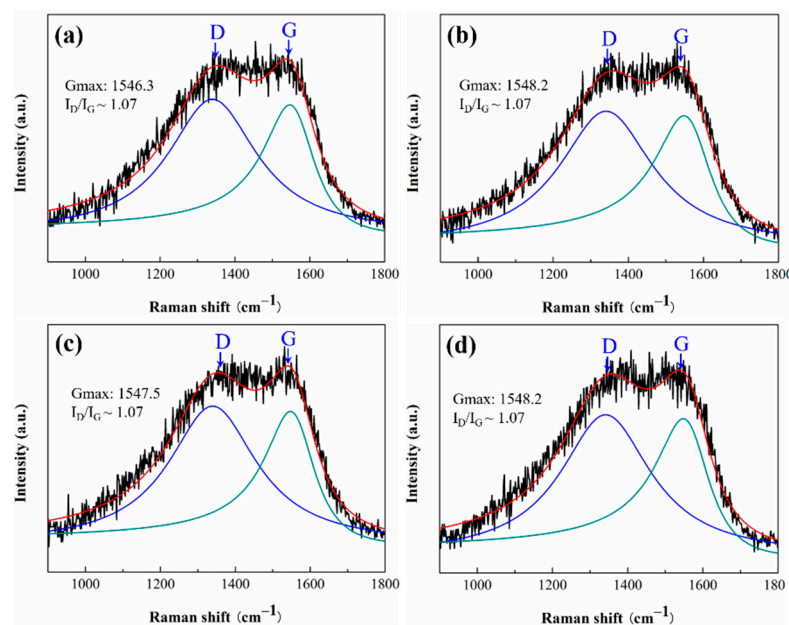 (a)
D
G
Gmax: 1546.3
I_D/I_G ~ 1.07
Intensity (a.u.)
1000 1200 1400 1600 1800
Raman shift (cm⁻¹)
(b)
D
G
Gmax: 1548.2
I_D/I_G ~ 1.07
Intensity (a.u.)
1000 1200 1400 1600 180
Raman shift (cm⁻¹)
(c)
D
G
Gmax: 1547.5
I_D/I_G ~ 1.07
Intensity (a.u.)
1000 1200 1400 1600 1800
Raman shift (cm⁻¹)
(d)
D
G
Gmax: 1548.2
I_D/I_G ~ 1.07
Intensity (a.u.)
1000 1200 1400 1600 180
Raman shift (cm⁻¹)